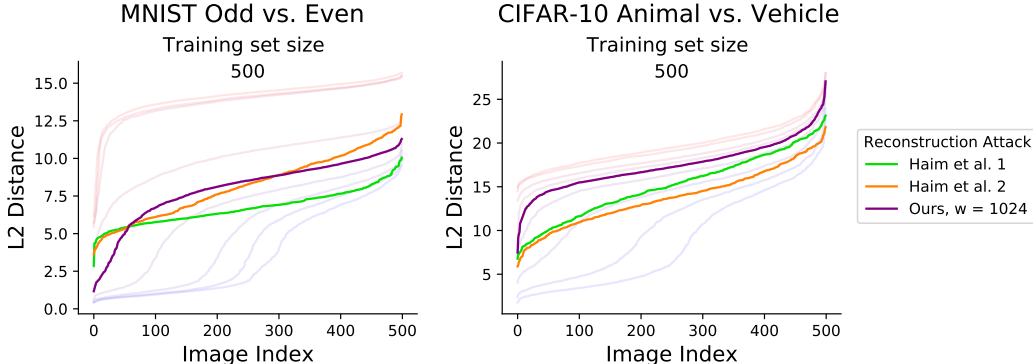 MNIST Odd vs. Even
Training set size
500
L2 Distance
15.0
12.5
10.0
7.5
5.0
2.5
0.0
0 100 200 300 400 500
Image Index
CIFAR-10 Animal vs. Vehicle
Training set size
500
L2 Distance
25
20
15
10
5
0 100 200 300 400 500
Image Index
Reconstruction Attack
Haim et al. 1
Haim et al. 2
Ours, w = 1024